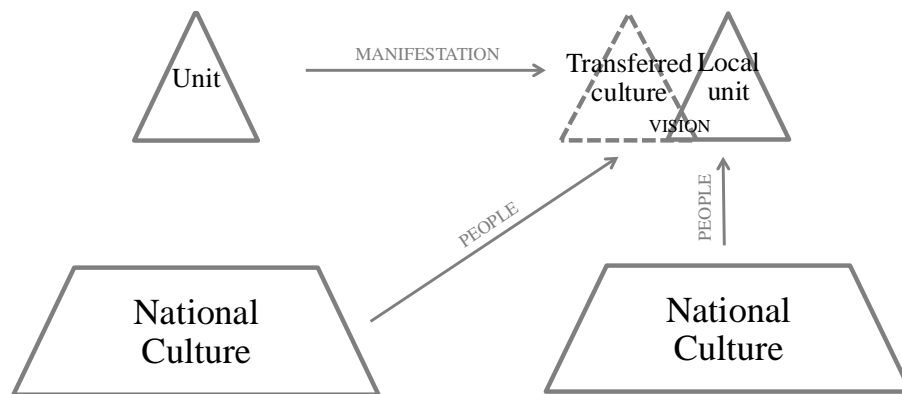 MANIFESTATION
Unit
Transferred
culture
Local
unit
VISION
PEOPLE
PEOPLE
National
Culture
National
Culture